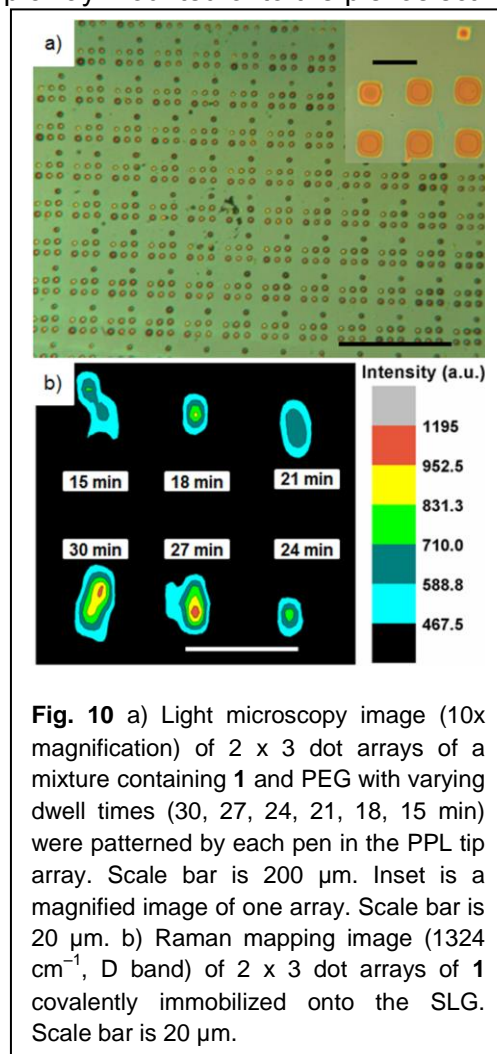 a)
b)
Intensity (a.u.)
1195
952.5
831.3
710.0
588.8
467.5
15 min
18 min
21 min
30 min
27 min
24 min
Fig. 10 a) Light microscopy image (10x
magnification) of 2 x 3 dot arrays of a
mixture containing 1 and PEG with varying
dwell times (30, 27, 24, 21, 18, 15 min)
were patterned by each pen in the PPL tip
array. Scale bar is 200 µm. Inset is a
magnified image of one array. Scale bar is
20 µm. b) Raman mapping image (1324
cm⁻¹, D band) of 2 x 3 dot arrays of 1
covalently immobilized onto the SLG.
Scale bar is 20 µm.